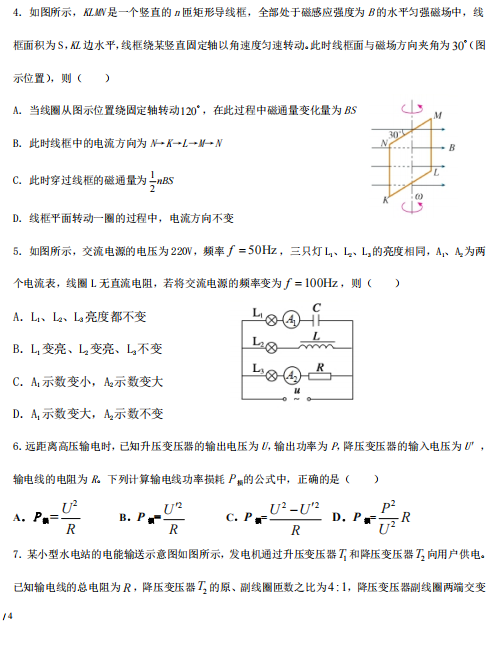 4. 如图所示，KLMN是一个竖直的n匝矩形导线框，全部处于磁感应强度为B的水平匀强磁场中，线
框面积为S，KL边水平，线框绕某竖直固定轴以角速度匀速转动。此时线框面与磁场方向夹角为30°（图
示位置），则（　　）
A. 当线圈从图示位置绕固定轴转动120°，在此过程中磁通量变化量为BS
B. 此时线框中的电流方向为 N→K→L→M→N
C. 此时穿过线框的磁通量为 1/2 nBS
D. 线框平面转动一圈的过程中，电流方向不变
M
30°
N
B
L
K
ω
5. 如图所示，交流电源的电压为220V，频率 f =50Hz，三只灯L₁、L₂、L₃的亮度相同，A₁、A₂为两
个电流表，线圈L无直流电阻，若将交流电源的频率变为 f =100Hz，则（　　）
A. L₁、L₂、L₃亮度都不变
B. L₁变亮、L₂变亮、L₃不变
C. A₁示数变小，A₂示数变大
D. A₁示数变大，A₂示数不变
L₁ A₁ C
L₂ L
L₃ A₂ R
u
~
6. 远距离高压输电时，已知升压变压器的输出电压为U，输出功率为P，降压变压器的输入电压为U′，
输电线的电阻为R。下列计算输电线功率损耗P损的公式中，正确的是（　　）
A. P损=U²/R B. P损=U′²/R C. P损=U²−U′²/R D. P损=P²/U² R
7. 某小型水电站的电能输送示意图如图所示，发电机通过升压变压器T₁和降压变压器T₂向用户供电。
已知输电线的总电阻为R，降压变压器T₂的原、副线圈匝数之比为4:1，降压变压器副线圈两端交变
/ 4